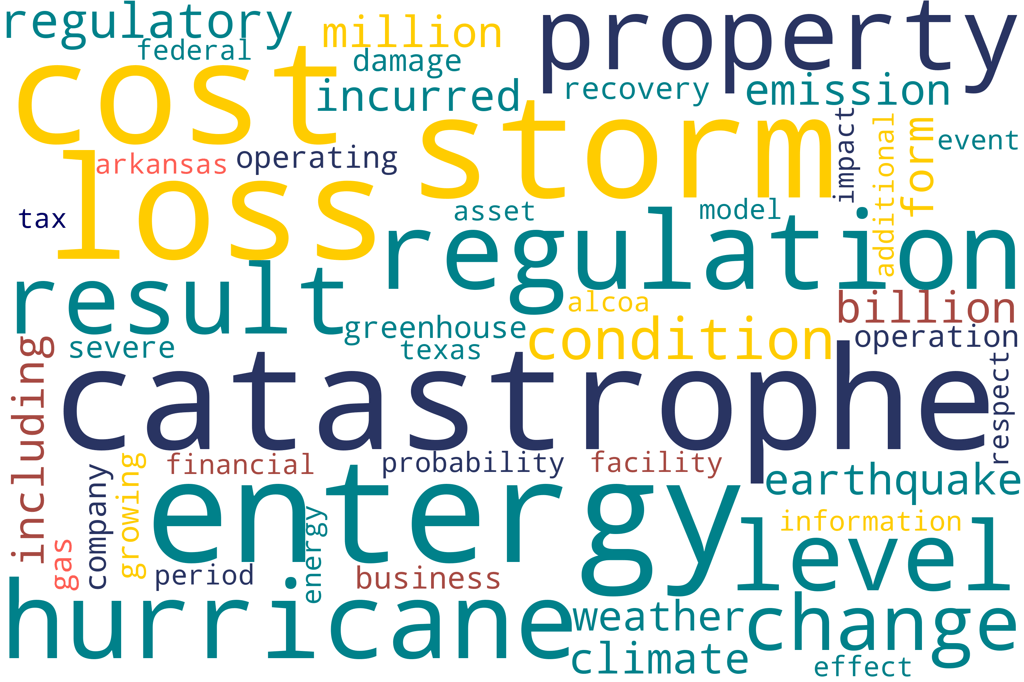 regulatory
million
property
federal
cost
damage
recovery
emission
incurred
storm
impact
additional
form
event
arkansas
operating
loss
tax
asset
model
regulation
result
alcoa
billion
greenhouse
condition
operation
severe
texas
including
catastrophe
respect
financial
probability
facility
earthquake
growing
company
entergy
information
level
gas
energy
period
business
hurricane
weather
change
climate
effect